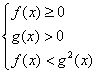 f(x) ≥ 0
g(x) > 0
f(x) < g²(x)